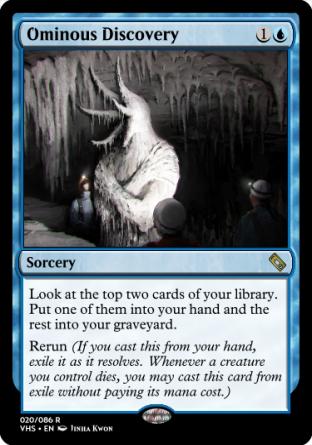 Ominous Discovery 1
Sorcery
Look at the top two cards of your library.
Put one of them into your hand and the
rest into your graveyard.
Rerun (If you cast this from your hand,
exile it as resolves. Whenever a creature
you control dies, you may cast this card from
exile without paying its mana cost.)
020/086 R
VHS • EN Jinha Kwon